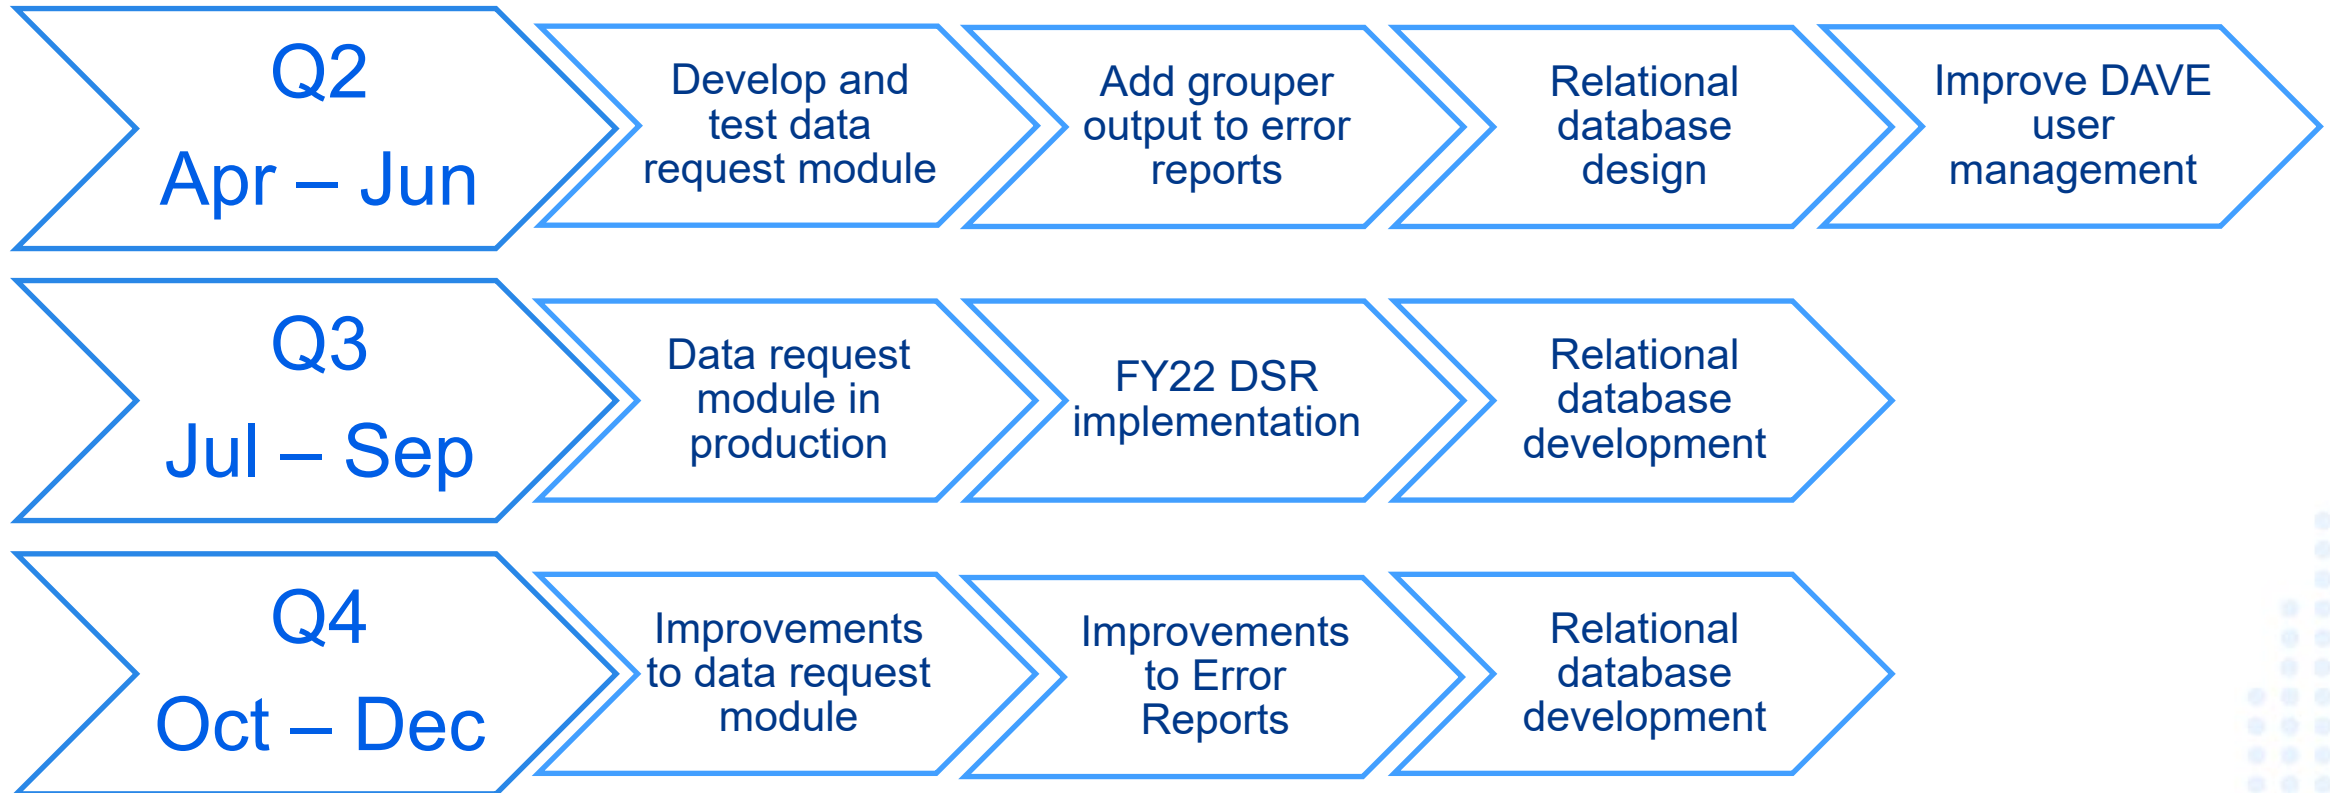 Q2
Apr – Jun
Develop and
test data
request module
Add grouper
output to error
reports
Relational
database
design
Improve DAVE
user
management
Q3
Jul – Sep
Data request
module in
production
FY22 DSR
implementation
Relational
database
development
Q4
Oct – Dec
Improvements
to data request
module
Improvements
to Error
Reports
Relational
database
development